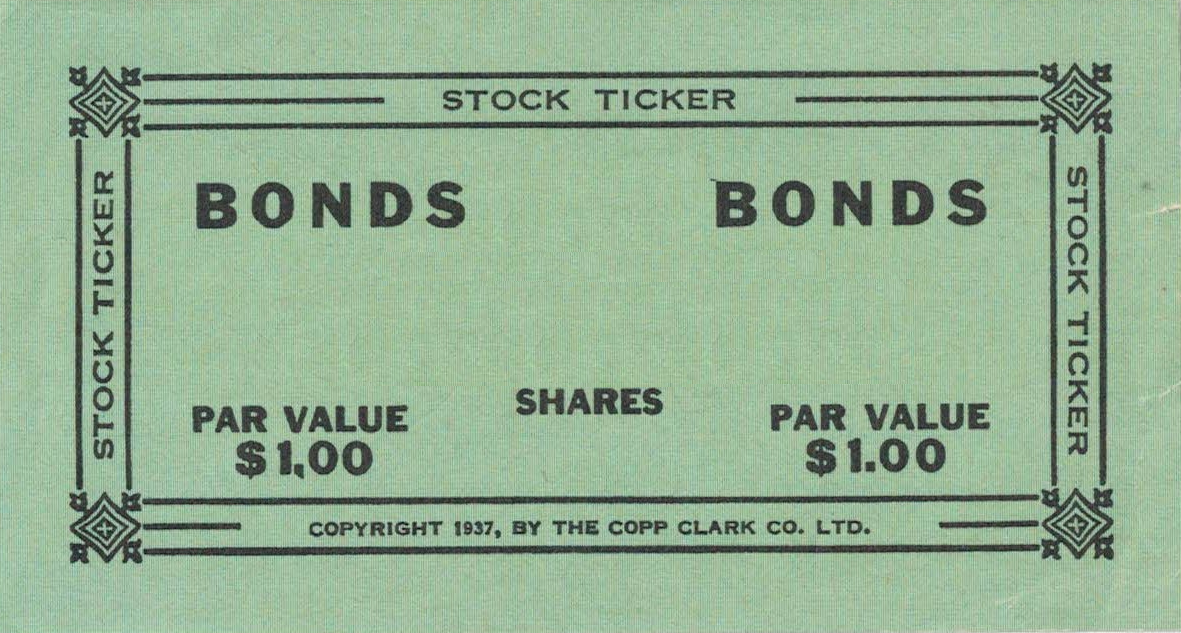 STOCK TICKER
STOCK TICKER
STOCK TICKER
BONDS BONDS
SHARES
PAR VALUE PAR VALUE
$1.00 $1.00
COPYRIGHT 1937, BY THE COPP CLARK CO. LTD.